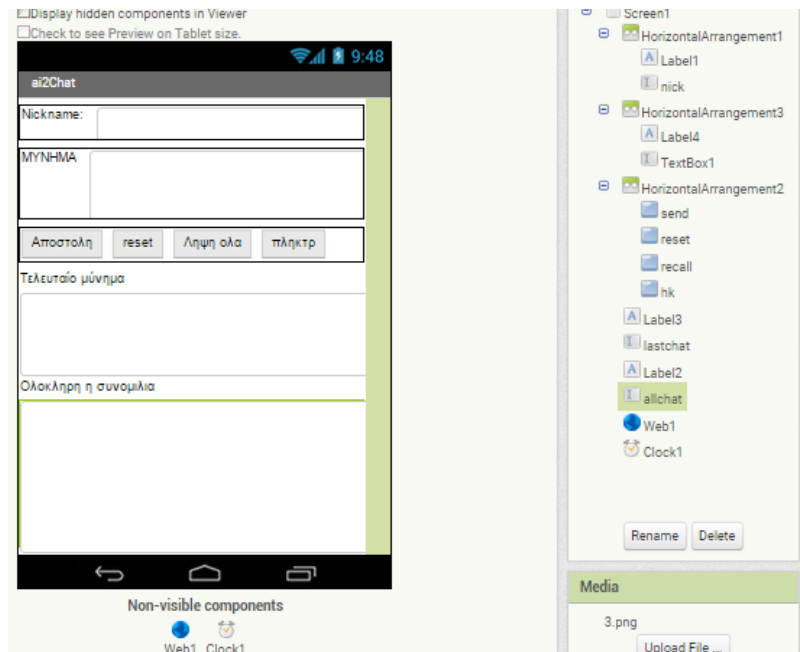 Display hidden components in Viewer
Check to see Preview on Tablet size.
9:48
ai2Chat
Nickname:
ΜΥΝΗΜΑ
Αποστολη reset Ληψη ολα πληκτρ
Τελευταίο μύνημα
Ολοκληρη η συνομιλια
Non-visible components
Web1 Clock1
Screen1
HorizontalArrangement1
Label1
nick
HorizontalArrangement3
Label4
TextBox1
HorizontalArrangement2
send
reset
recall
hk
Label3
lastchat
Label2
allchat
Web1
Clock1
Rename Delete
Media
3.png
Upload File ...